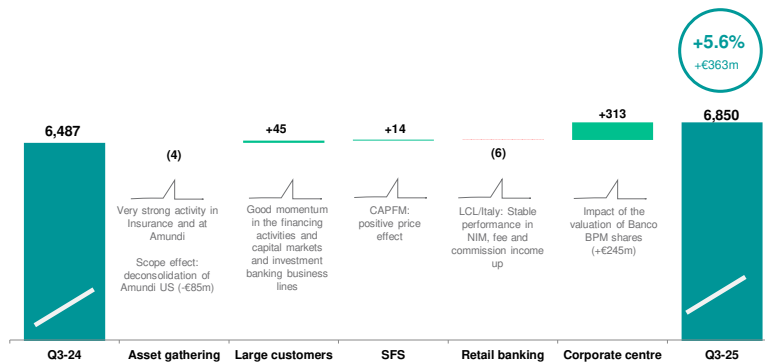 +5.6%
+€363m
6,487
(4)
+45
+14
(6)
+313
6,850
Very strong activity in
Insurance and at
Amundi
Scope effect:
deconsolidation of
Amundi US (-€85m)
Good momentum
in the financing
activities and
capital markets
and investment
banking business
lines
CAPFM:
positive price
effect
LCL/Italy: Stable
performance in
NIM, fee and
commission income
up
Impact of the
valuation of Banco
BPM shares
(+€245m)
Q3-24
Asset gathering
Large customers
SFS
Retail banking
Corporate centre
Q3-25